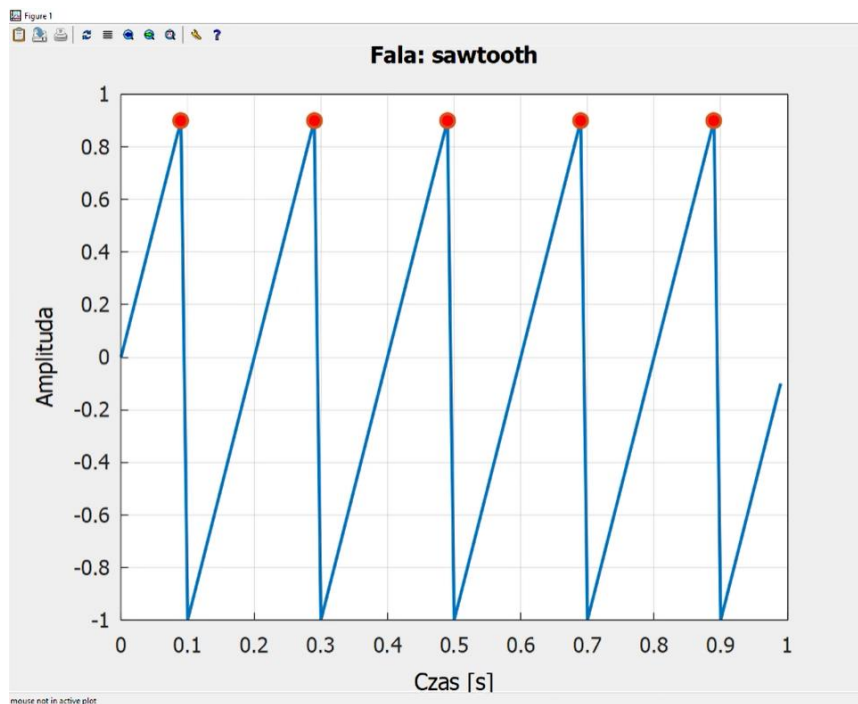 Figure 1
Fala: sawtooth
1
0.8
0.6
0.4
0.2
0
-0.2
-0.4
-0.6
-0.8
-1
Amplituda
0 0.1 0.2 0.3 0.4 0.5 0.6 0.7 0.8 0.9 1
Czas [s]
mouse not in active plot